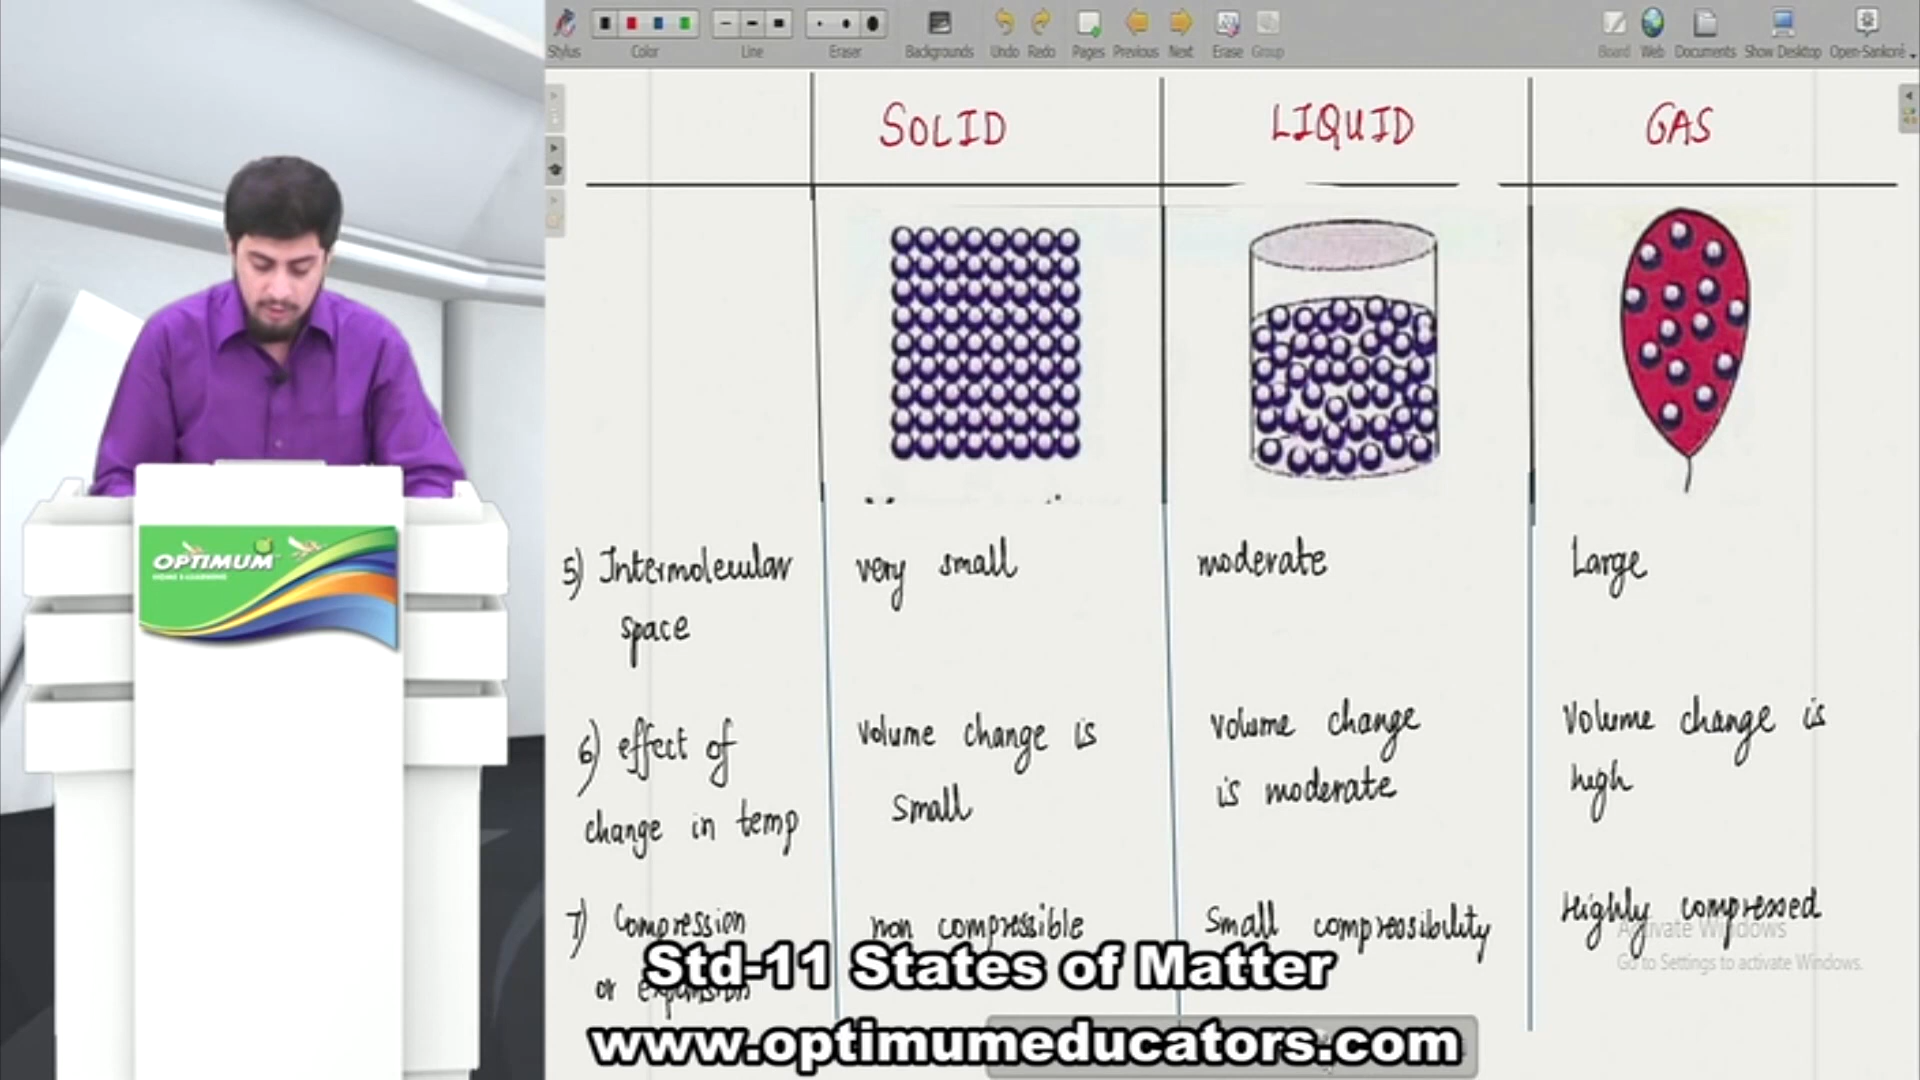 Stylus Color Line Eraser Backgrounds Undo Redo Pages Previous Next Erase Group Board Web Documents Show Desktop Open-Sankoré
SOLID LIQUID GAS
5) Intermolecular very small moderate Large
space
6) effect of Volume change is Volume change Volume change is
change in temp small is moderate high
7) Compression non compressible Small compressibility Highly compressed
or expansion
Activate Windows
Go to Settings to activate Windows.
OPTIMUM
HOME E-LEARNING
Std-11 States of Matter
www.optimumeducators.com